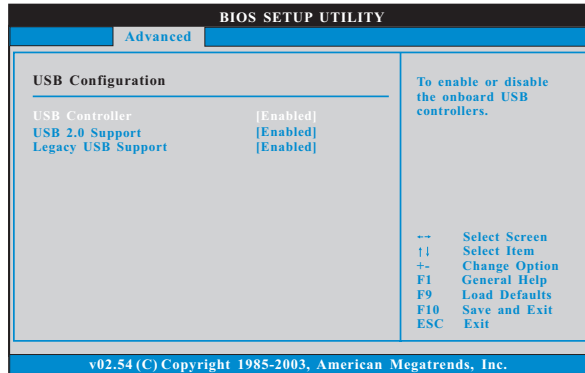 BIOS SETUP UTILITY
Advanced
USB Configuration
USB Controller [Enabled]
USB 2.0 Support [Enabled]
Legacy USB Support [Enabled]
To enable or disable
the onboard USB
controllers.
←→ Select Screen
↑↓ Select Item
+- Change Option
F1 General Help
F9 Load Defaults
F10 Save and Exit
ESC Exit
v02.54 (C) Copyright 1985-2003, American Megatrends, Inc.